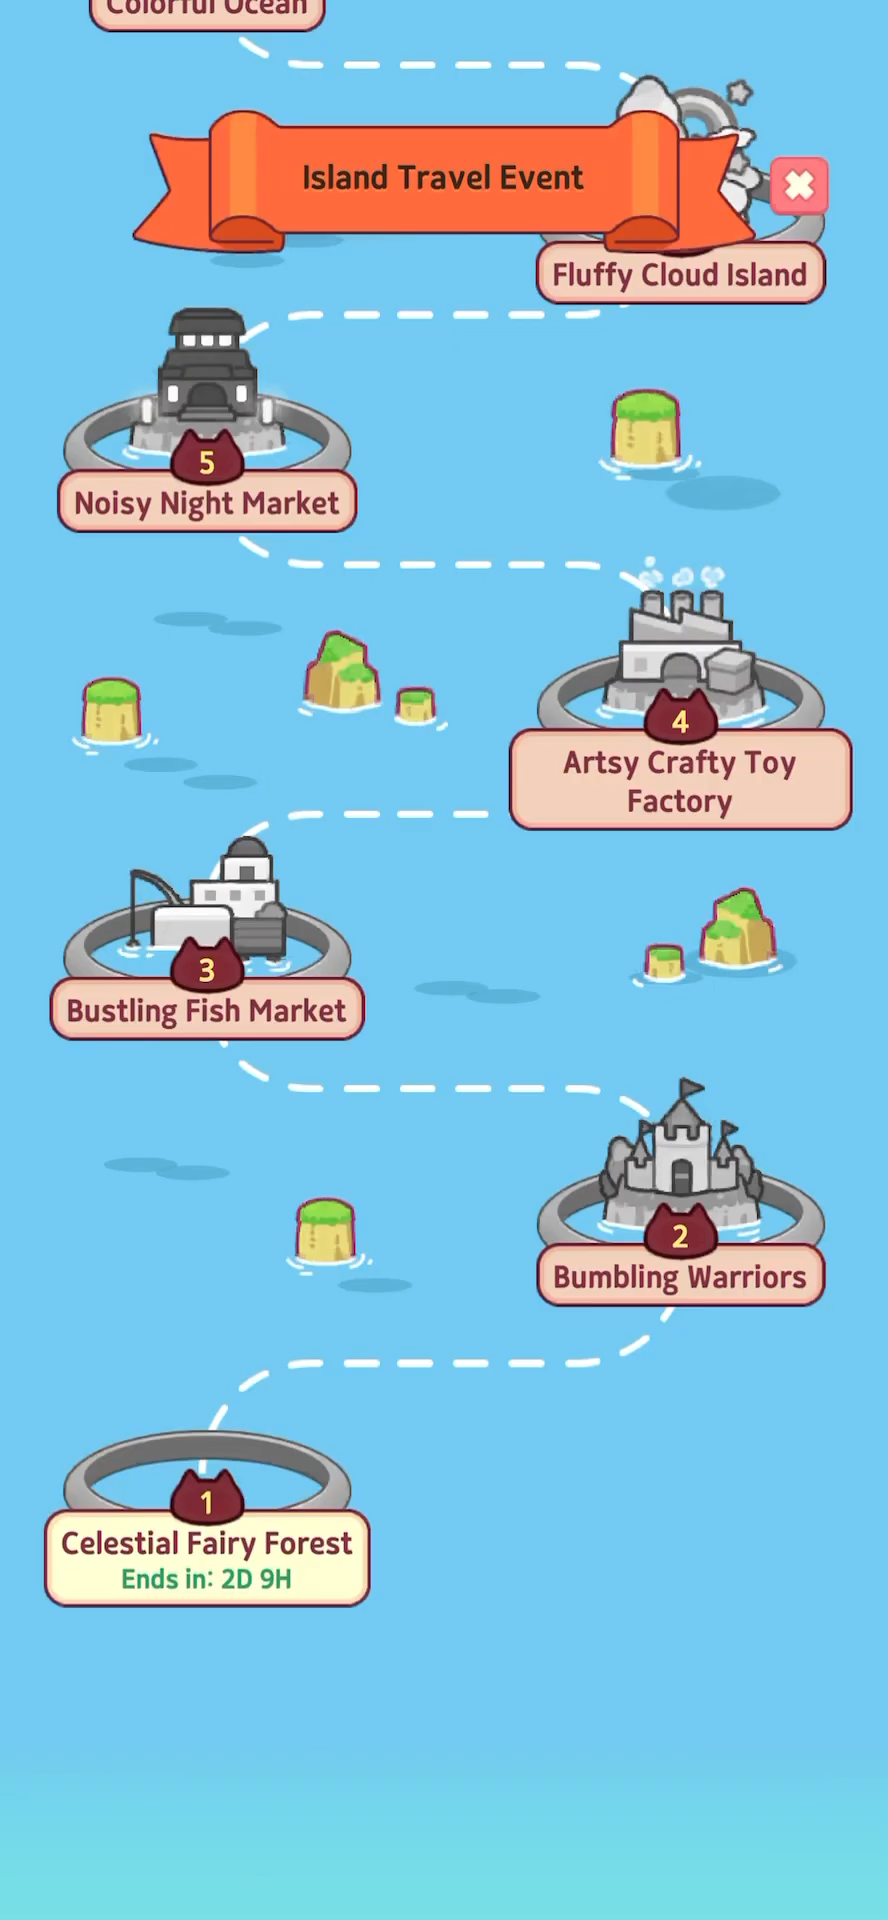 Colorful Ocean
Island Travel Event
Fluffy Cloud Island
5
Noisy Night Market
4
Artsy Crafty Toy
Factory
3
Bustling Fish Market
2
Bumbling Warriors
1
Celestial Fairy Forest
Ends in: 2D 9H